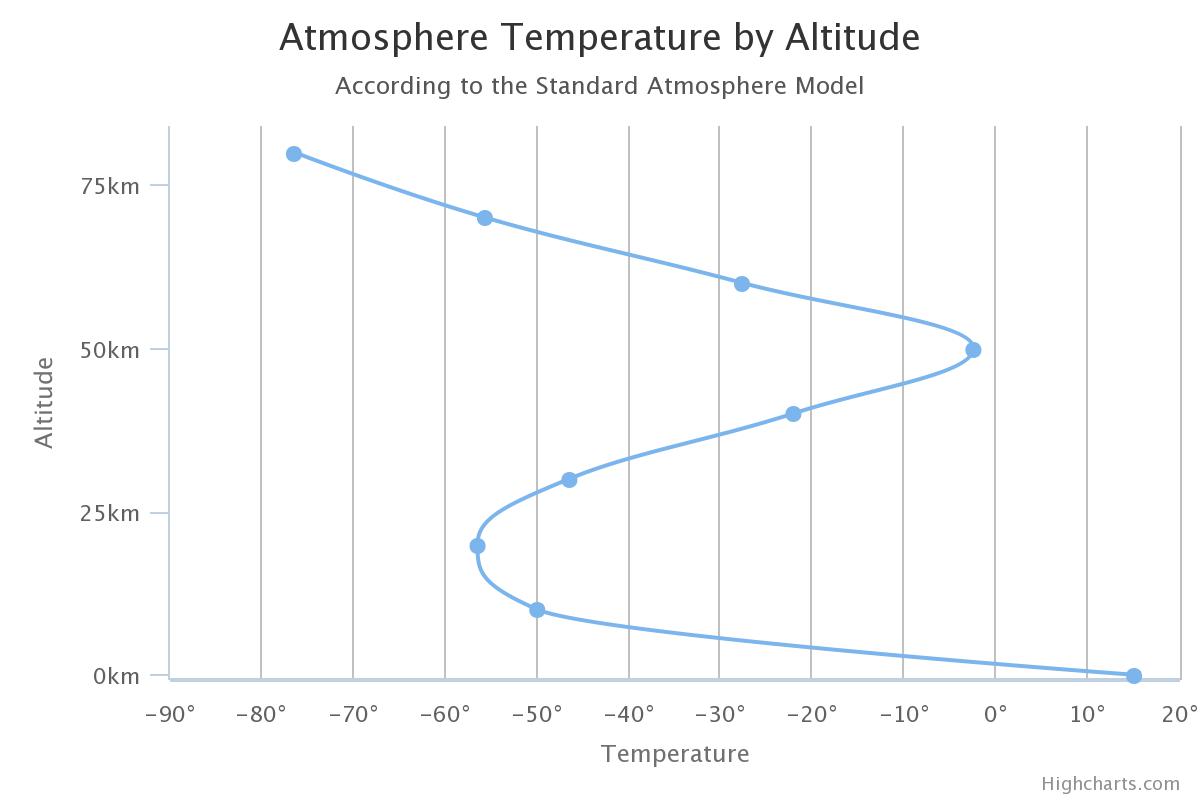 Atmosphere Temperature by Altitude
According to the Standard Atmosphere Model
75km
50km
25km
0km
Altitude
−90° −80° −70° −60° −50° −40° −30° −20° −10° 0° 10° 20°
Temperature
Highcharts.com